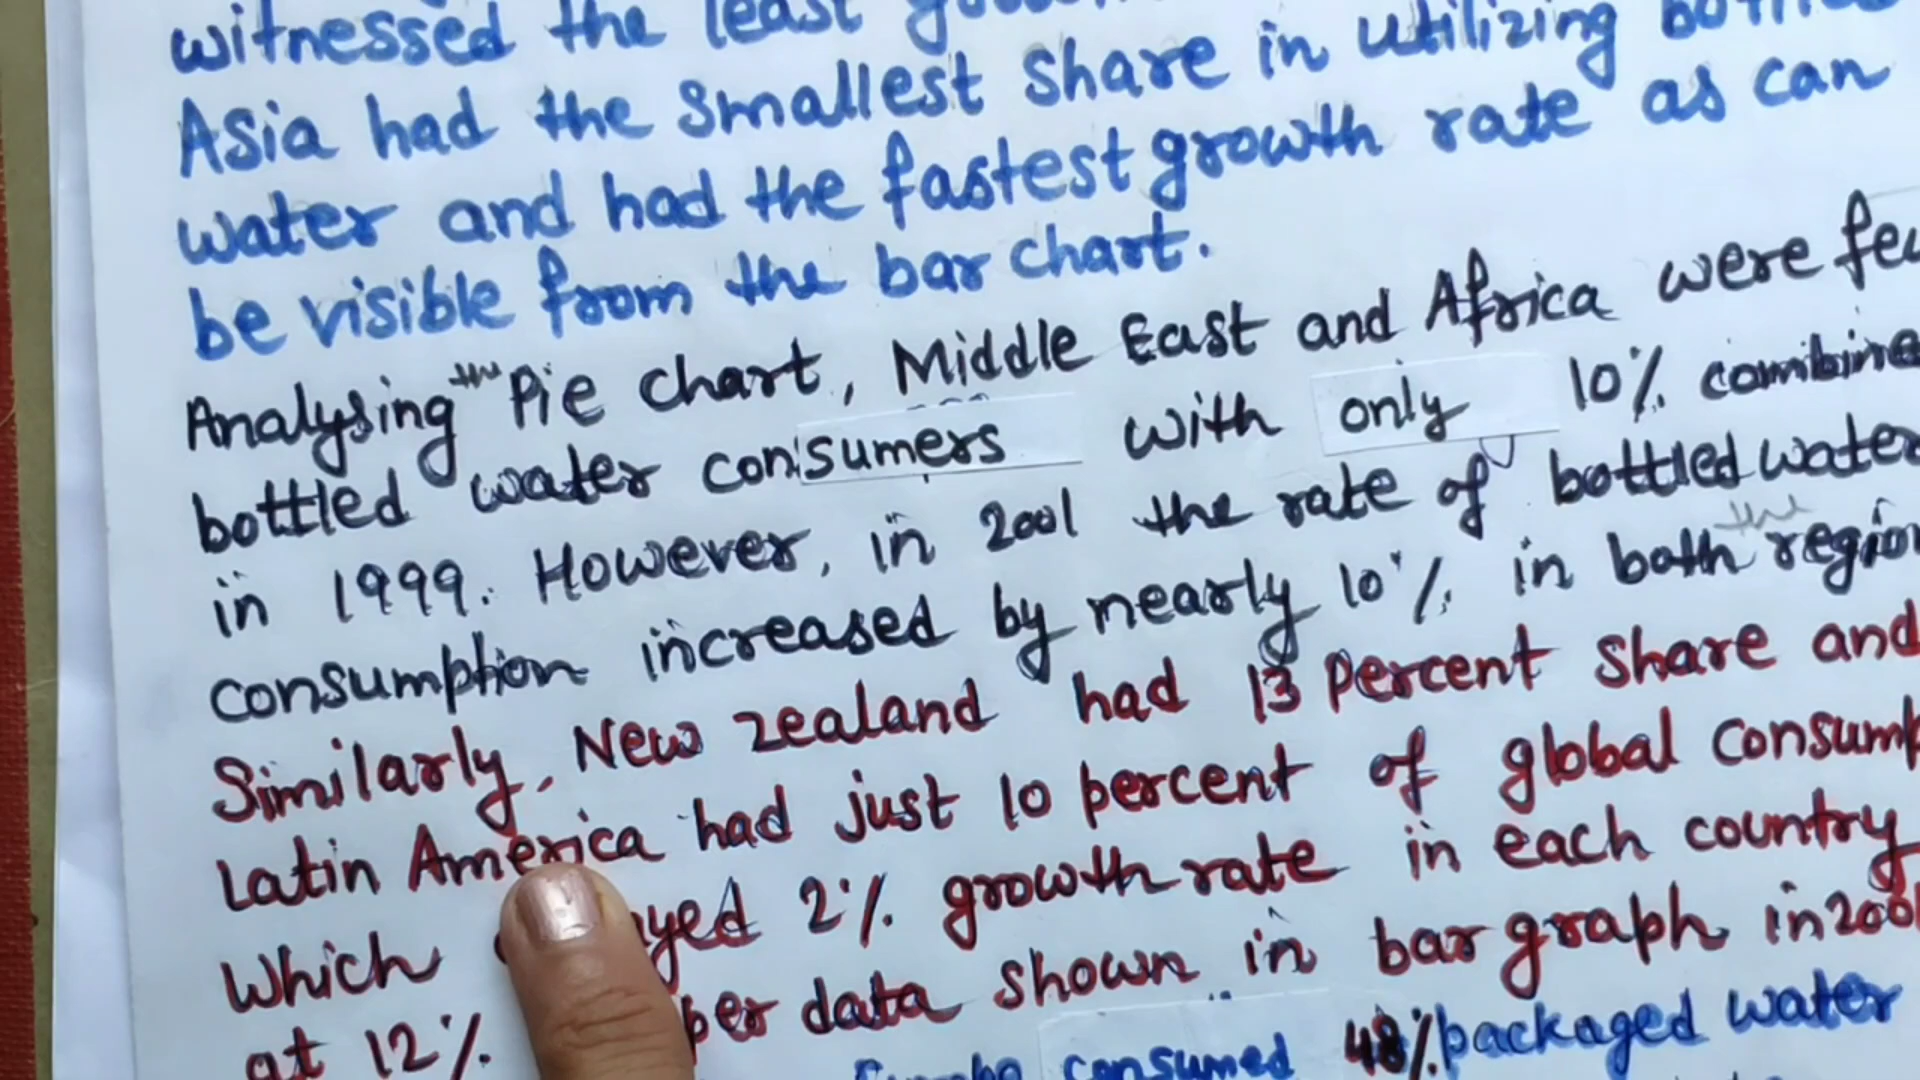 witnessed the least
Asia had the smallest share in utilizing
water and had the fastest growth rate as can
be visible from the bar chart.
Analysing the Pie chart, Middle East and Africa were
bottled water consumers with only 10% combine
in 1999. However, in 2001 the rate of bottled water
consumption increased by nearly 10% in both the region
Similarly, New zealand had 13 percent share and
Latin America had just 10 percent of global consump
which 2% growth rate in each country
at 12% per data shown in bar graph in 2001
consumed 48% packaged water